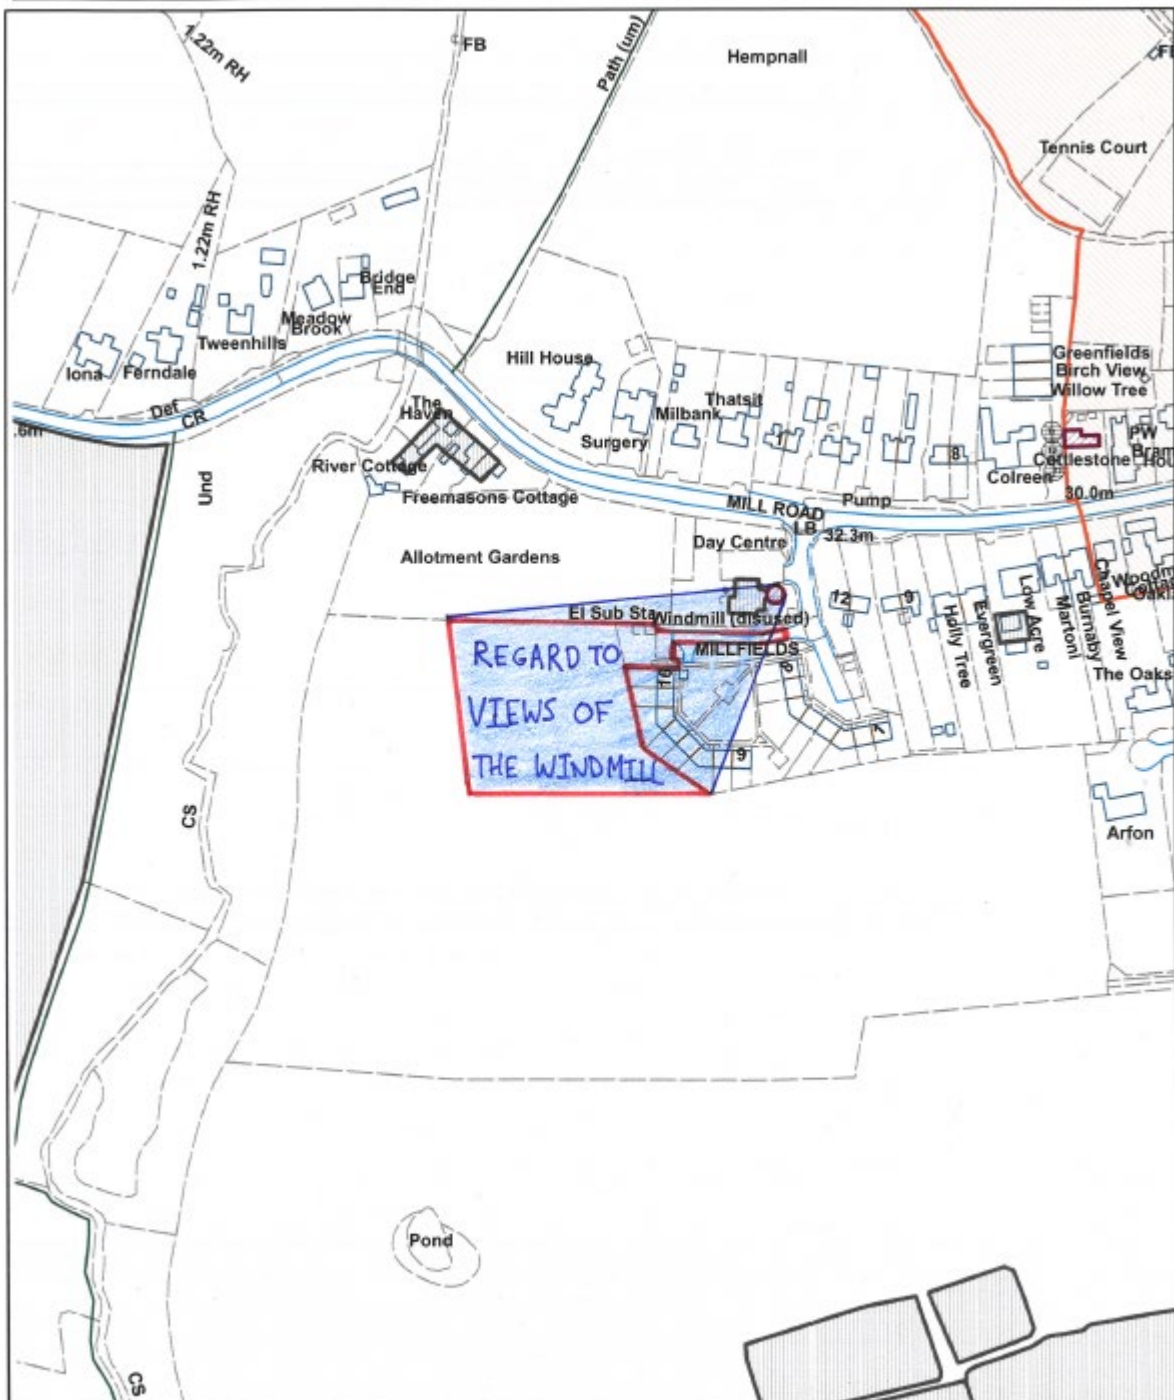 1.22m RH
FB
Path (um)
Hempnall
Tennis Court
1.22m RH
Bridge
End
Meadow
Brook
Tweenhills
Iona
Ferndale
Def
CR
.6m
Und
The
Haven
River Cottage
Freemasons Cottage
Hill House
Surgery
Milbank
Thatsit
1
8
Colreen
Greenfields
Birch View
Willow Tree
PW
30.0m
MILL ROAD
Pump
LB
32.3m
Day Centre
Allotment Gardens
El Sub Sta
Windmill (disused)
MILLFIELDS
12
9
Holly Tree
Evergreen
Low Acre
Martoni
Burnaby
Chapel View
The Oaks
REGARD TO
VIEWS OF
THE WINDMILL
16
9
Arfon
CS
Pond
CS